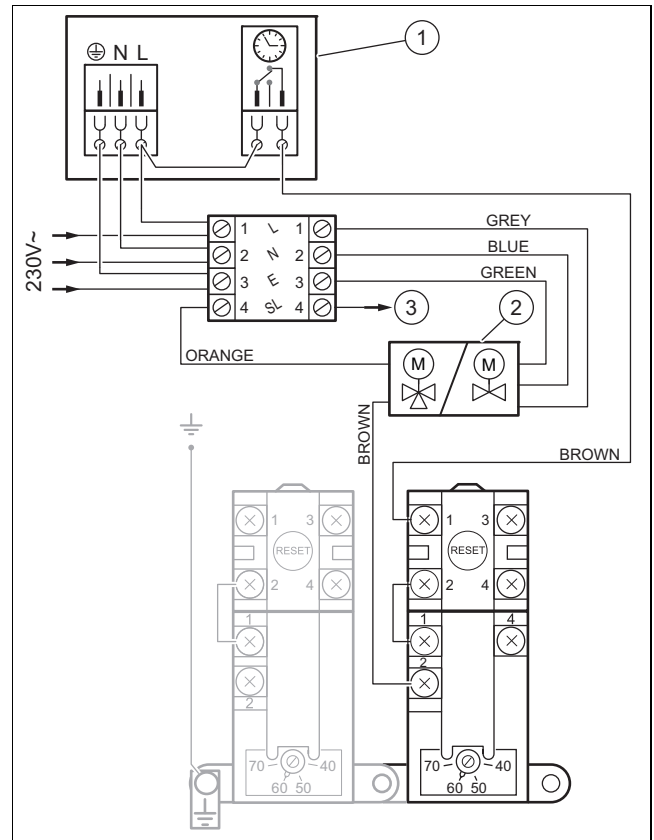 1
N L
1 L 1
2 N 2
3 E 3
4 SL 4
230V~
GREY
BLUE
GREEN
3
2
ORANGE
M
M
BROWN
BROWN
1 3
RESET
2 4
1
2
70 40
60 50
1 3
RESET
2 4
1 4
2
70 40
60 50